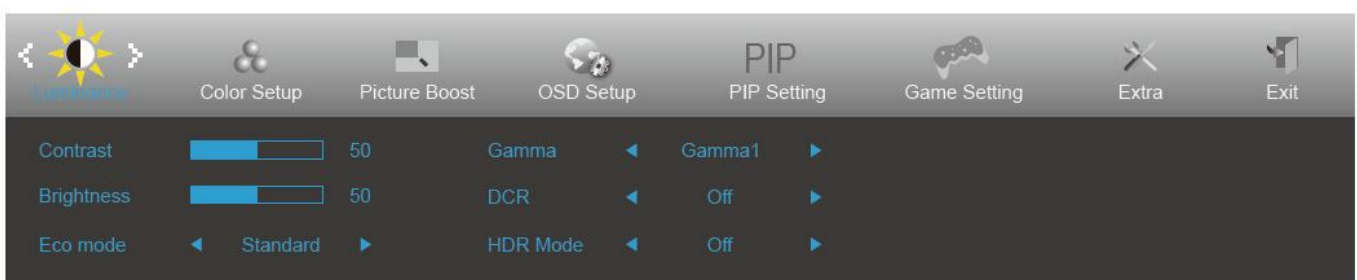 PIP
Luminance Color Setup Picture Boost OSD Setup PIP Setting Game Setting Extra Exit
Contrast 50 Gamma Gamma1
Brightness 50 DCR Off
Eco mode Standard HDR Mode Off